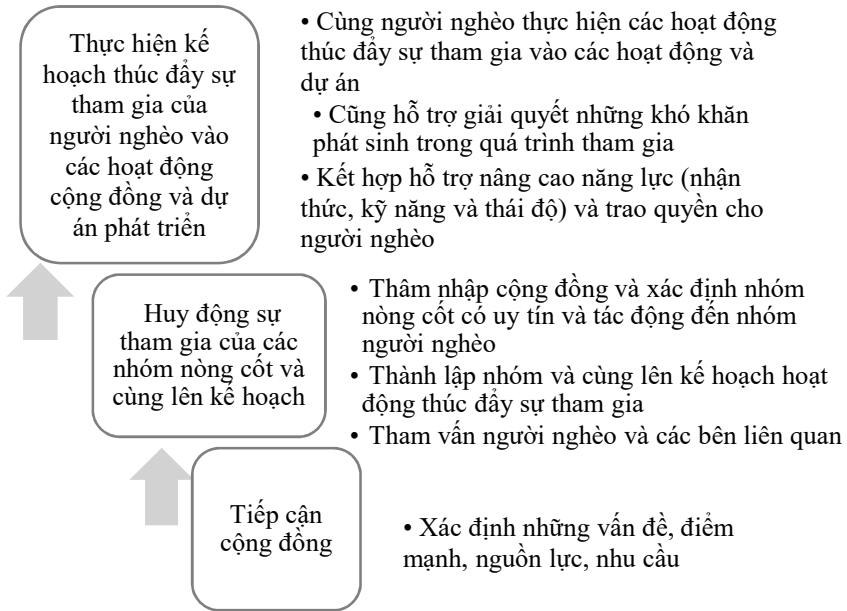 Thực hiện kế
hoạch thúc đẩy sự
tham gia của
người nghèo vào
các hoạt động
cộng đồng và dự
án phát triển
• Cùng người nghèo thực hiện các hoạt động
thúc đẩy sự tham gia vào các hoạt động và
dự án
• Cũng hỗ trợ giải quyết những khó khăn
phát sinh trong quá trình tham gia
• Kết hợp hỗ trợ nâng cao năng lực (nhận
thức, kỹ năng và thái độ) và trao quyền cho
người nghèo
Huy động sự
tham gia của các
nhóm nòng cốt và
cùng lên kế hoạch
• Thâm nhập cộng đồng và xác định nhóm
nòng cốt có uy tín và tác động đến nhóm
người nghèo
• Thành lập nhóm và cùng lên kế hoạch hoạt
động thúc đẩy sự tham gia
• Tham vấn người nghèo và các bên liên quan
Tiếp cận
cộng đồng
• Xác định những vấn đề, điểm
mạnh, nguồn lực, nhu cầu